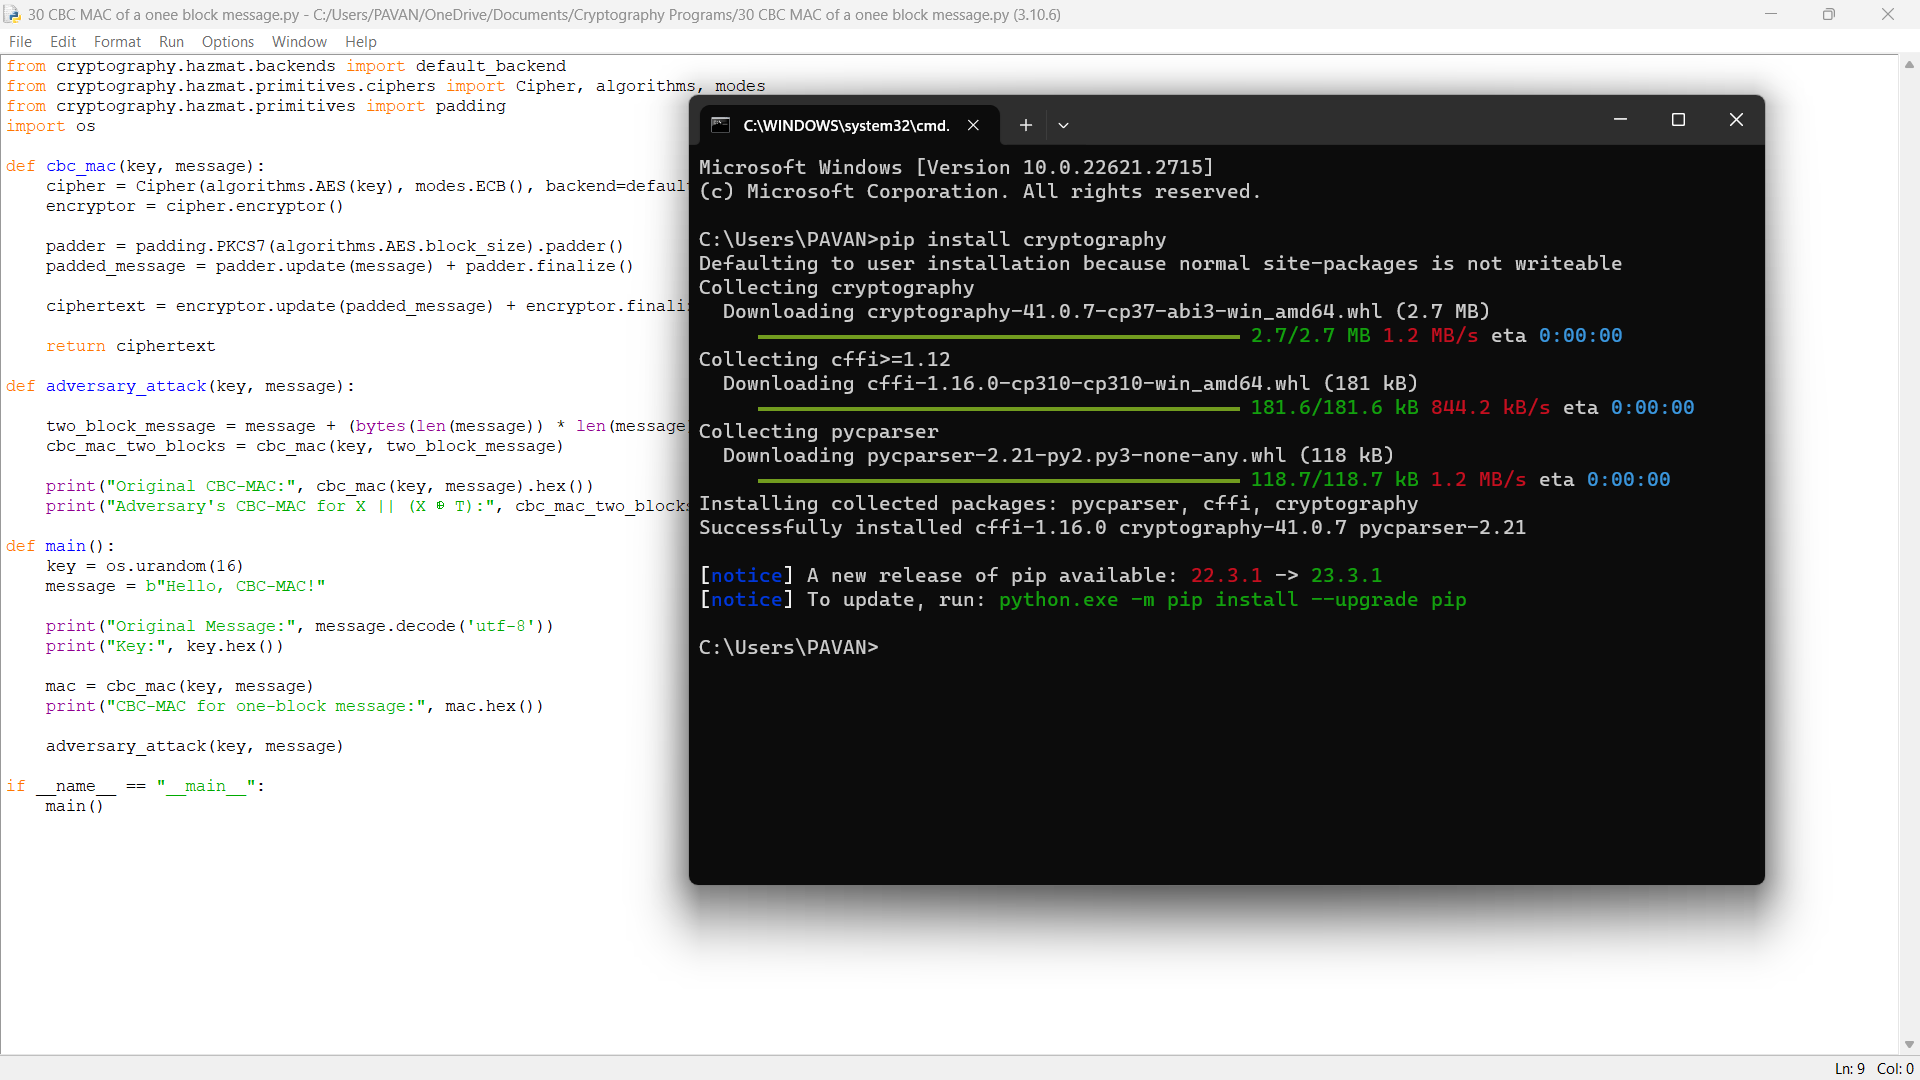 30 CBC MAC of a onee block message.py - C:/Users/PAVAN/OneDrive/Documents/Cryptography Programs/30 CBC MAC of a onee block message.py (3.10.6)
File Edit Format Run Options Window Help
from cryptography.hazmat.backends import default_backend
from cryptography.hazmat.primitives.ciphers import Cipher, algorithms, modes
from cryptography.hazmat.primitives import padding
import os
def cbc_mac(key, message):
    cipher = Cipher(algorithms.AES(key), modes.ECB(), backend=defaul
    encryptor = cipher.encryptor()
    padder = padding.PKCS7(algorithms.AES.block_size).padder()
    padded_message = padder.update(message) + padder.finalize()
    ciphertext = encryptor.update(padded_message) + encryptor.finali
    return ciphertext
def adversary_attack(key, message):
    two_block_message = message + (bytes(len(message)) * len(message
    cbc_mac_two_blocks = cbc_mac(key, two_block_message)
    print("Original CBC-MAC:", cbc_mac(key, message).hex())
    print("Adversary's CBC-MAC for X || (X ⊕ T):", cbc_mac_two_block
def main():
    key = os.urandom(16)
    message = b"Hello, CBC-MAC!"
    print("Original Message:", message.decode('utf-8'))
    print("Key:", key.hex())
    mac = cbc_mac(key, message)
    print("CBC-MAC for one-block message:", mac.hex())
    adversary_attack(key, message)
if __name__ == "__main__":
    main()
C:\WINDOWS\system32\cmd.
Microsoft Windows [Version 10.0.22621.2715]
(c) Microsoft Corporation. All rights reserved.
C:\Users\PAVAN>pip install cryptography
Defaulting to user installation because normal site-packages is not writeable
Collecting cryptography
  Downloading cryptography-41.0.7-cp37-abi3-win_amd64.whl (2.7 MB)
2.7/2.7 MB 1.2 MB/s eta 0:00:00
Collecting cffi>=1.12
  Downloading cffi-1.16.0-cp310-cp310-win_amd64.whl (181 kB)
181.6/181.6 kB 844.2 kB/s eta 0:00:00
Collecting pycparser
  Downloading pycparser-2.21-py2.py3-none-any.whl (118 kB)
118.7/118.7 kB 1.2 MB/s eta 0:00:00
Installing collected packages: pycparser, cffi, cryptography
Successfully installed cffi-1.16.0 cryptography-41.0.7 pycparser-2.21
[notice] A new release of pip available: 22.3.1 -> 23.3.1
[notice] To update, run: python.exe -m pip install --upgrade pip
C:\Users\PAVAN>
Ln: 9 Col: 0